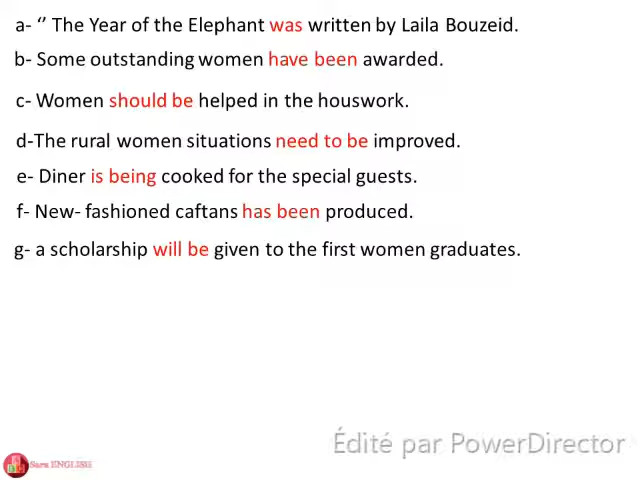 a- ‘’ The Year of the Elephant was written by Laila Bouzeid.
b- Some outstanding women have been awarded.
c- Women should be helped in the houswork.
d-The rural women situations need to be improved.
e- Diner is being cooked for the special guests.
f- New- fashioned caftans has been produced.
g- a scholarship will be given to the first women graduates.
Édité par PowerDirector
Sara ENGLISH